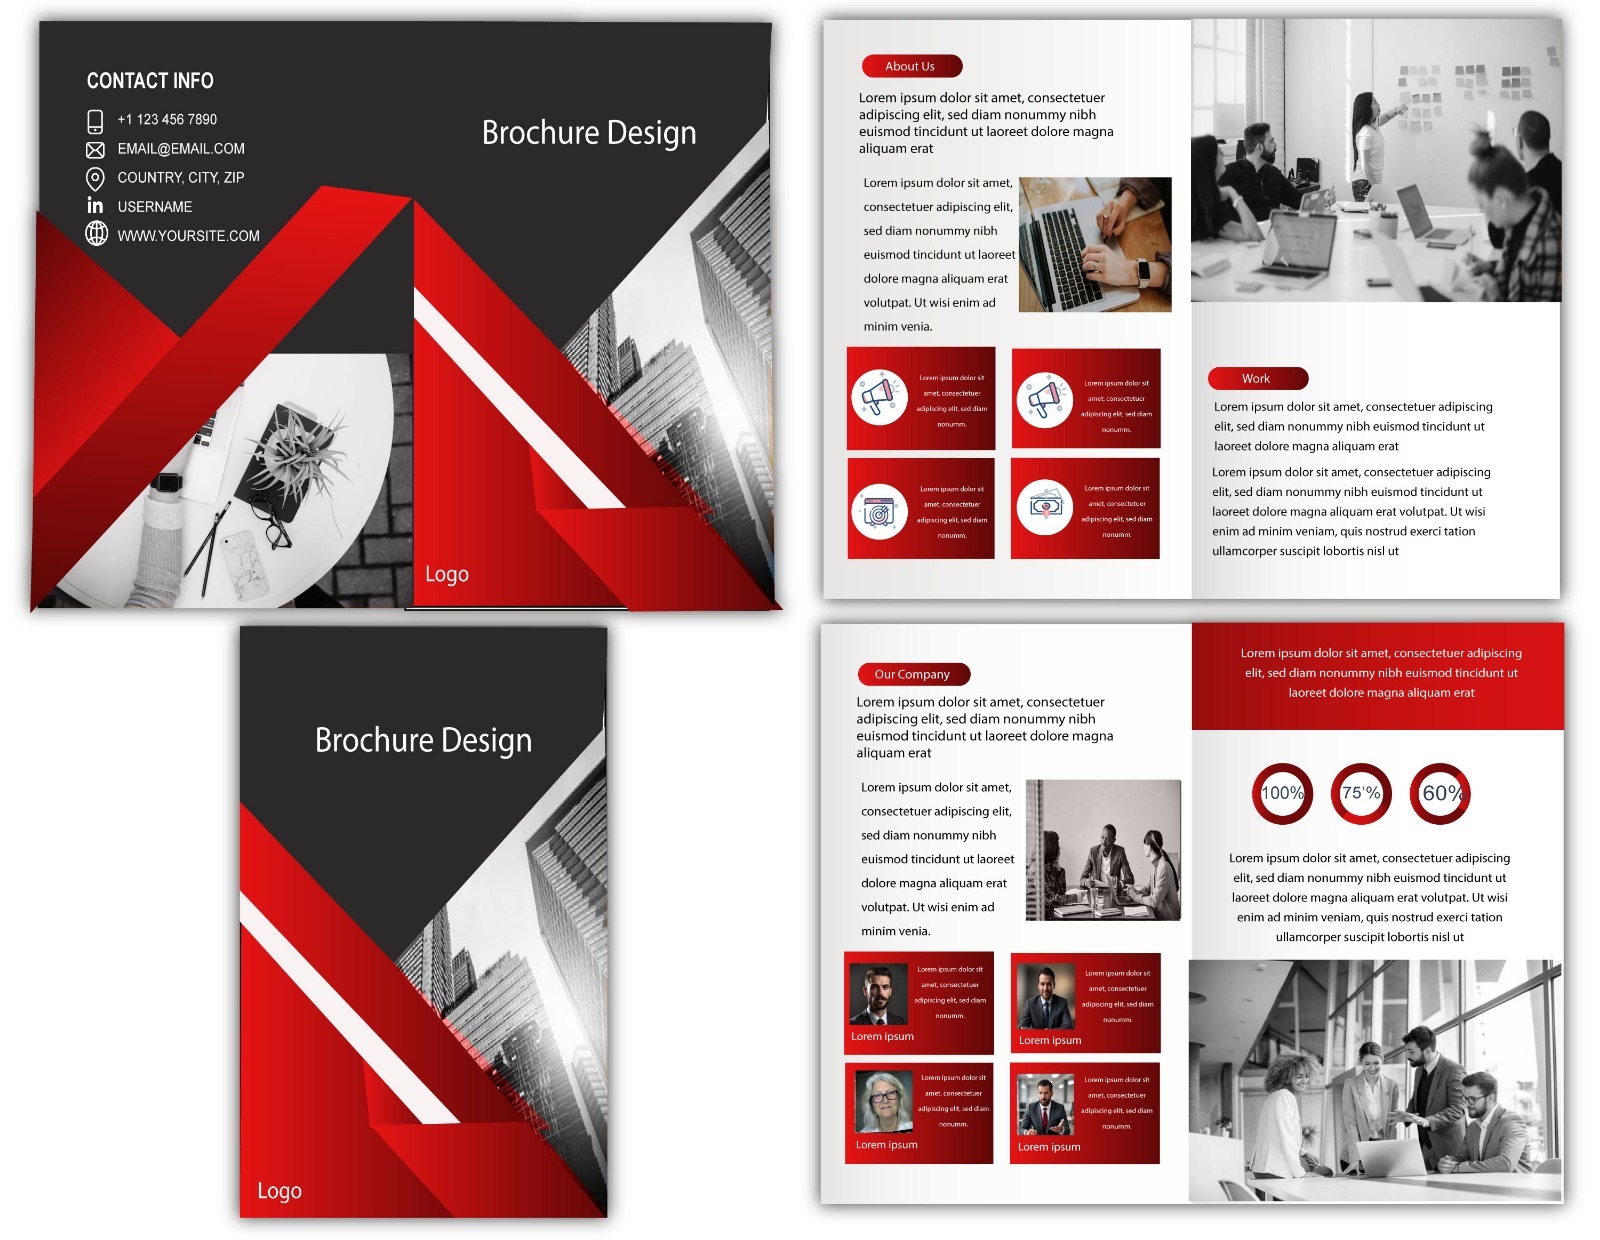 CONTACT INFO
+1 123 456 7890
EMAIL@EMAIL.COM
COUNTRY, CITY, ZIP
in USERNAME
WWW.YOURSITE.COM
Brochure Design
Logo
About Us
Lorem ipsum dolor sit amet, consectetuer
adipiscing elit, sed diam nonummy nibh
euismod tincidunt ut laoreet dolore magna
aliquam erat
Lorem ipsum dolor sit amet,
consectetuer adipiscing elit,
sed diam nonummy nibh
euismod tincidunt ut laoreet
dolore magna aliquam erat
volutpat. Ut wisi enim ad
minim venia.
Lorem ipsum dolor sit
amet, consectetuer
adipiscing elit, sed diam
nonumm.
Lorem ipsum dolor sit
amet, consectetuer
adipiscing elit, sed diam
nonumm.
Lorem ipsum dolor sit
amet, consectetuer
adipiscing elit, sed diam
nonumm.
Lorem ipsum dolor sit
amet, consectetuer
adipiscing elit, sed diam
nonumm.
Work
Lorem ipsum dolor sit amet, consectetuer adipiscing
elit, sed diam nonummy nibh euismod tincidunt ut
laoreet dolore magna aliquam erat
Lorem ipsum dolor sit amet, consectetuer adipiscing
elit, sed diam nonummy nibh euismod tincidunt ut
laoreet dolore magna aliquam erat volutpat. Ut wisi
enim ad minim veniam, quis nostrud exerci tation
ullamcorper suscipit lobortis nisl ut
Brochure Design
Logo
Our Company
Lorem ipsum dolor sit amet, consectetuer
adipiscing elit, sed diam nonummy nibh
euismod tincidunt ut laoreet dolore magna
aliquam erat
Lorem ipsum dolor sit amet,
consectetuer adipiscing elit,
sed diam nonummy nibh
euismod tincidunt ut laoreet
dolore magna aliquam erat
volutpat. Ut wisi enim ad
minim venia.
Lorem ipsum dolor sit
amet, consectetuer
adipiscing elit, sed diam
nonumm.
Lorem ipsum
Lorem ipsum dolor sit
amet, consectetuer
adipiscing elit, sed diam
nonumm.
Lorem ipsum
Lorem ipsum dolor sit
amet, consectetuer
adipiscing elit, sed diam
nonumm.
Lorem ipsum
Lorem ipsum dolor sit
amet, consectetuer
adipiscing elit, sed diam
nonumm.
Lorem ipsum
Lorem ipsum dolor sit amet, consectetuer adipiscing
elit, sed diam nonummy nibh euismod tincidunt ut
laoreet dolore magna aliquam erat
100% 75'% 60%
Lorem ipsum dolor sit amet, consectetuer adipiscing
elit, sed diam nonummy nibh euismod tincidunt ut
laoreet dolore magna aliquam erat volutpat. Ut wisi
enim ad minim veniam, quis nostrud exerci tation
ullamcorper suscipit lobortis nisl ut